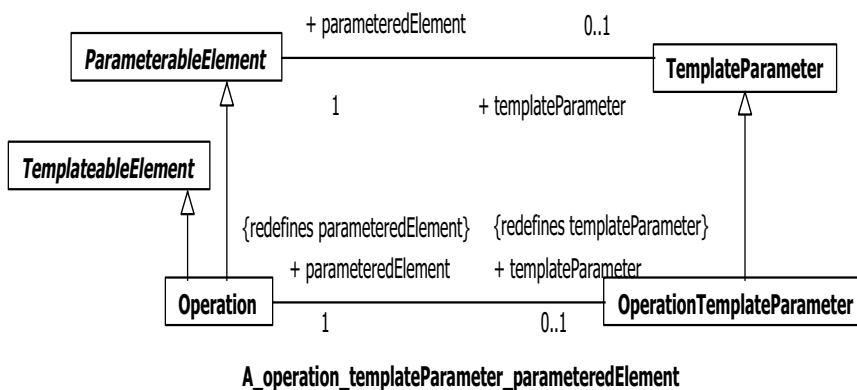 + parameteredElement 0..1
ParameterableElement
TemplateParameter
1 + templateParameter
TemplateableElement
{redefines parameteredElement} {redefines templateParameter}
+ parameteredElement + templateParameter
Operation
OperationTemplateParameter
1 0..1
A_operation_templateParameter_parameteredElement